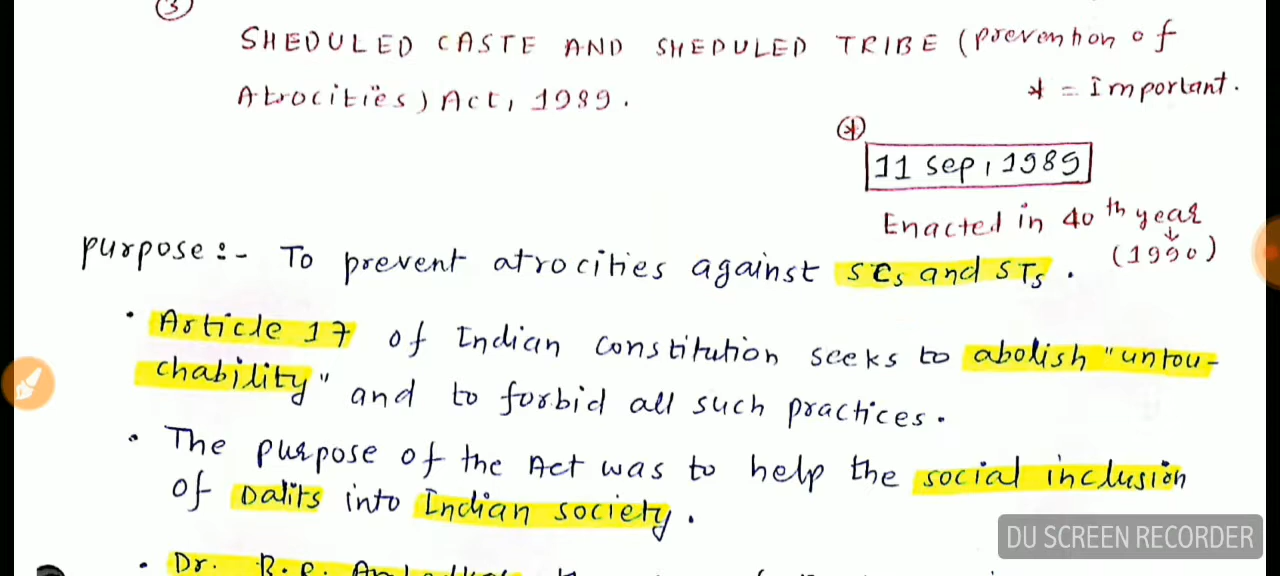 3
SHEDULED CASTE AND SHEDULED TRIBE (prevention of
Atrocities) Act, 1989.
* = Important.
*
11 Sep, 1989
Enacted in 40th year
(1990)
purpose:- To prevent atrocities against SCs and STs.
• Article 17 of Indian constitution seeks to abolish "untou-
chability" and to forbid all such practices.
• The purpose of the Act was to help the social inclusion
of Dalits into Indian society.
DU SCREEN RECORDER
• Dr. B.R.